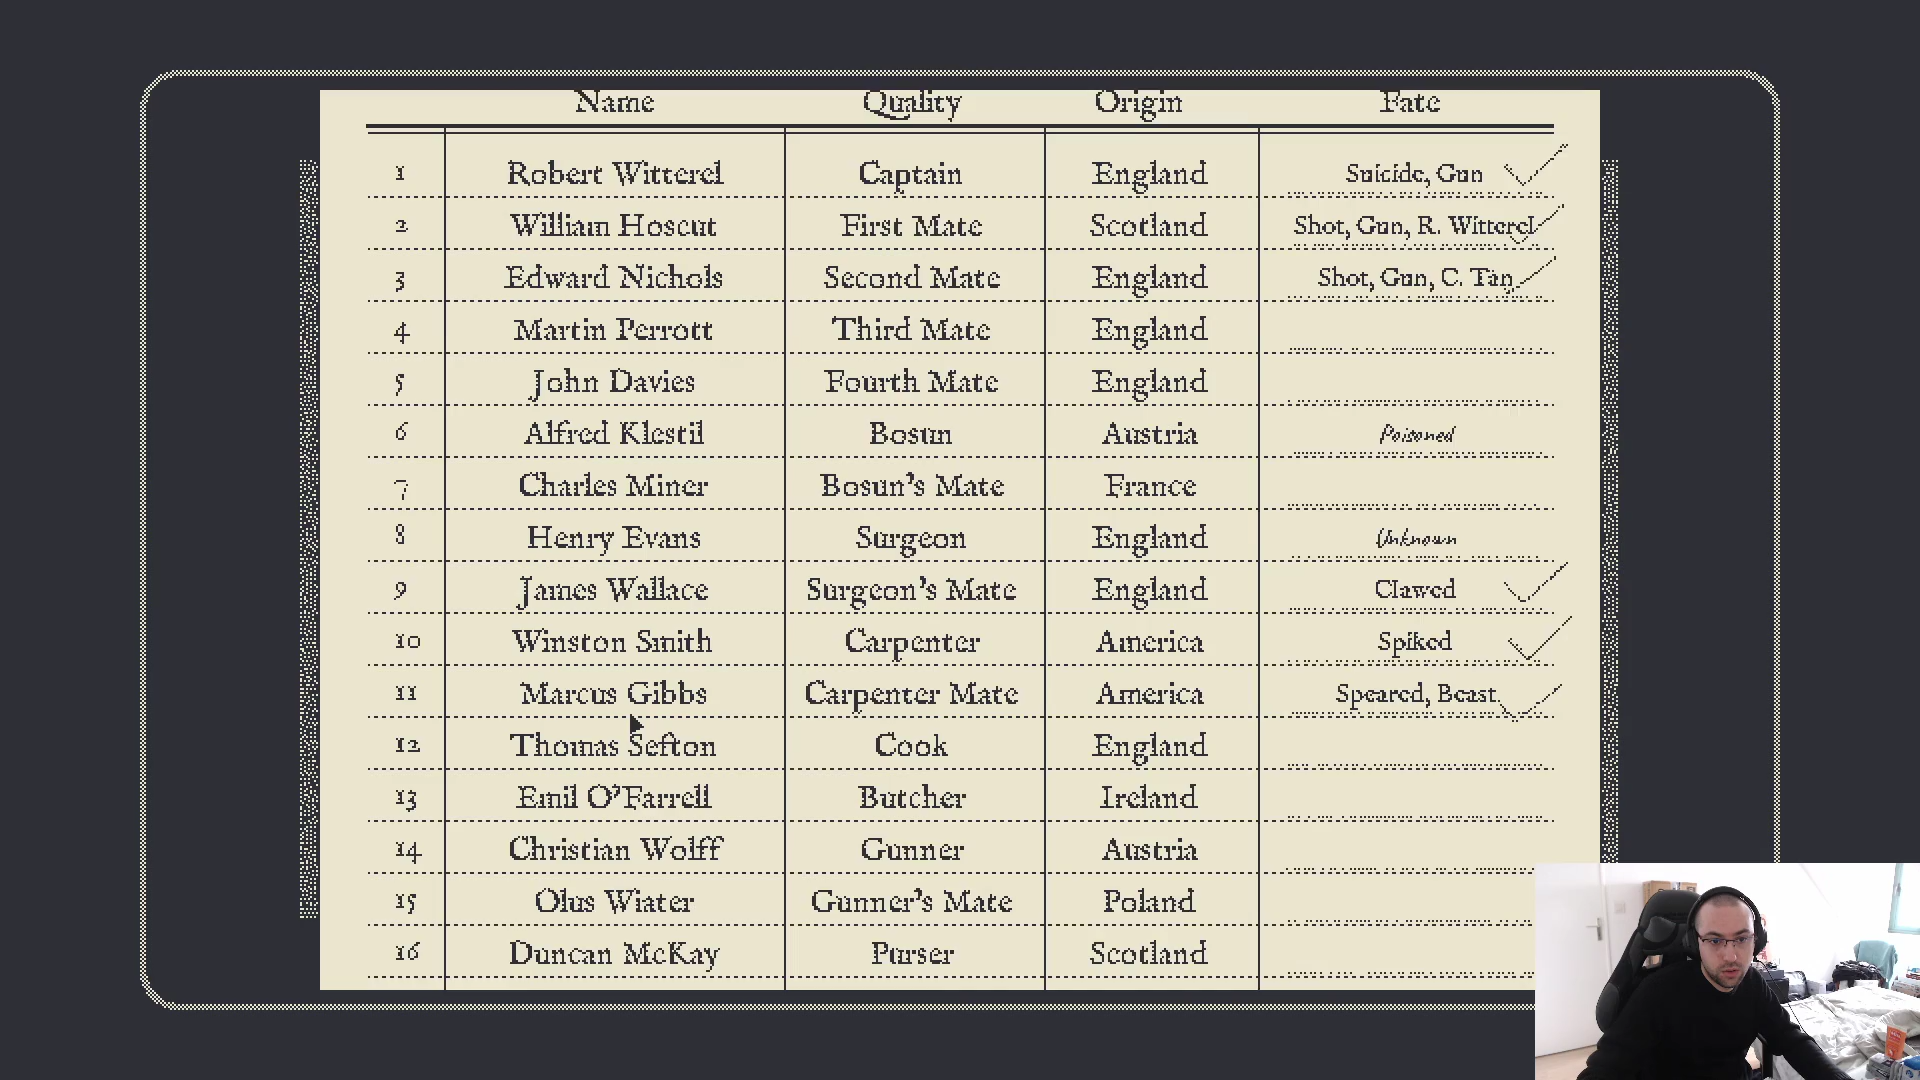 Name Quality Origin Fate
1 Robert Witterel Captain England Suicide, Gun
2 William Hoscut First Mate Scotland Shot, Gun, R. Witterel
3 Edward Nichols Second Mate England Shot, Gun, C. Tan
4 Martin Perrott Third Mate England
5 John Davies Fourth Mate England
6 Alfred Klestil Bosun Austria Poisoned
7 Charles Miner Bosun's Mate France
8 Henry Evans Surgeon England Unknown
9 James Wallace Surgeon's Mate England Clawed
10 Winston Smith Carpenter America Spiked
11 Marcus Gibbs Carpenter Mate America Speared, Beast
12 Thomas Sefton Cook England
13 Emil O'Farrell Butcher Ireland
14 Christian Wolff Gunner Austria
15 Olus Wiater Gunner's Mate Poland
16 Duncan McKay Purser Scotland